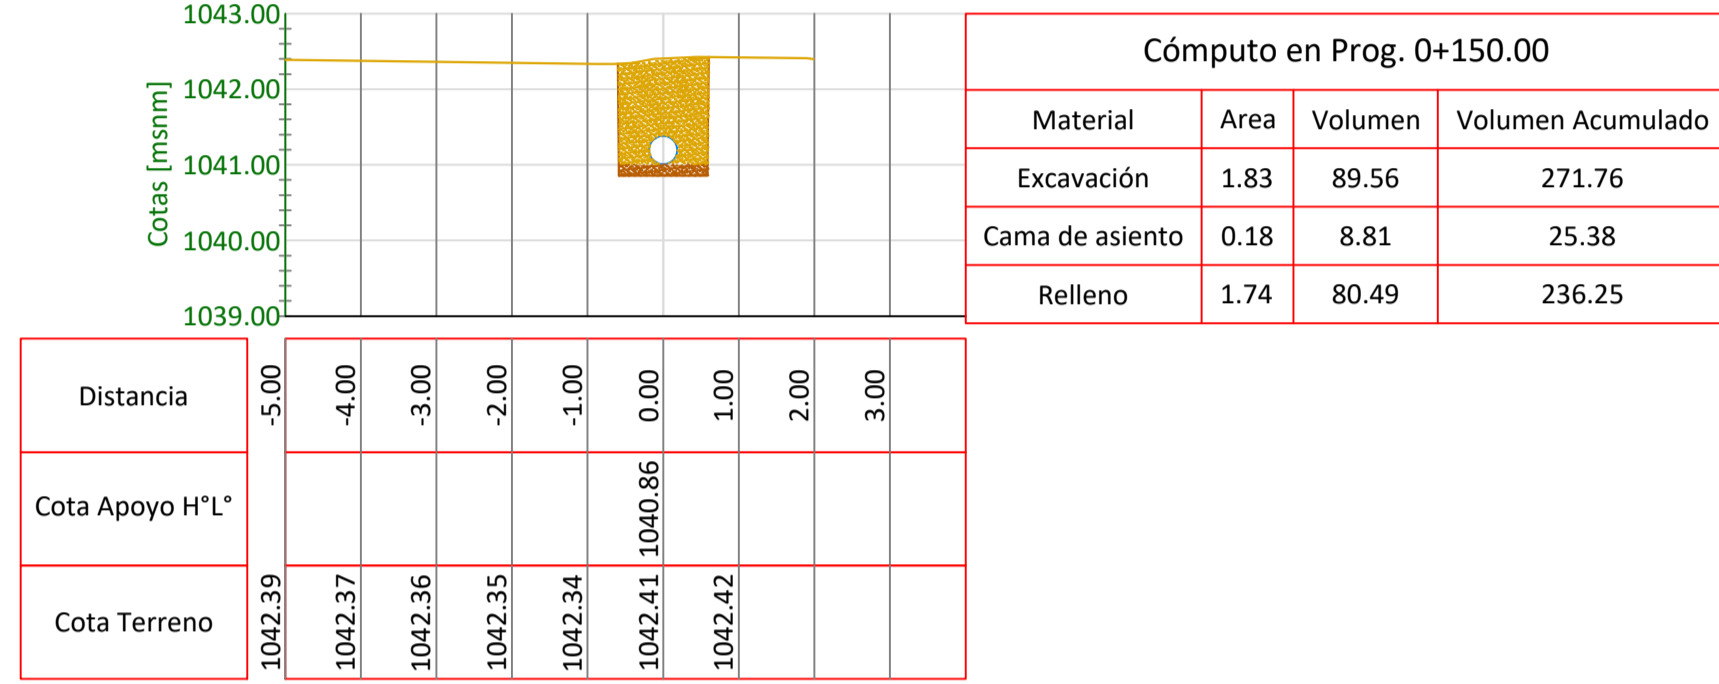 1043.00
1042.00
1041.00
1040.00
1039.00
Cotas [msnm]
Cómputo en Prog. 0+150.00
Material Area Volumen Volumen Acumulado
Excavación 1.83 89.56 271.76
Cama de asiento 0.18 8.81 25.38
Relleno 1.74 80.49 236.25
Distancia -5.00 -4.00 -3.00 -2.00 -1.00 0.00 1.00 2.00 3.00
Cota Apoyo H°L° 1040.86
Cota Terreno 1042.39 1042.37 1042.36 1042.35 1042.34 1042.41 1042.42